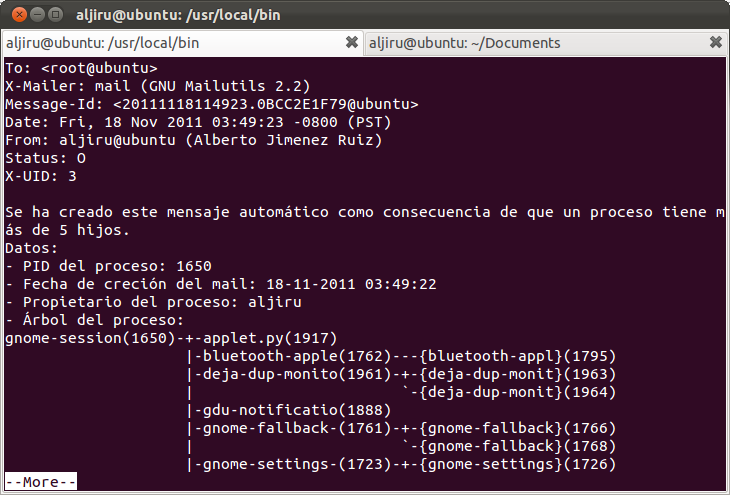 aljiru@ubuntu: /usr/local/bin
aljiru@ubuntu: /usr/local/bin
aljiru@ubuntu: ~/Documents
To: <root@ubuntu>
X-Mailer: mail (GNU Mailutils 2.2)
Message-Id: <20111118114923.0BCC2E1F79@ubuntu>
Date: Fri, 18 Nov 2011 03:49:23 -0800 (PST)
From: aljiru@ubuntu (Alberto Jimenez Ruiz)
Status: O
X-UID: 3

Se ha creado este mensaje automático como consecuencia de que un proceso tiene m
ás de 5 hijos.
Datos:
- PID del proceso: 1650
- Fecha de creción del mail: 18-11-2011 03:49:22
- Propietario del proceso: aljiru
- Árbol del proceso:
gnome-session(1650)-+-applet.py(1917)
                    |-bluetooth-apple(1762)---{bluetooth-appl}(1795)
                    |-deja-dup-monito(1961)-+-{deja-dup-monit}(1963)
                    |                       `-{deja-dup-monit}(1964)
                    |-gdu-notificatio(1888)
                    |-gnome-fallback-(1761)-+-{gnome-fallback}(1766)
                    |                       `-{gnome-fallback}(1768)
                    |-gnome-settings-(1723)-+-{gnome-settings}(1726)
--More--